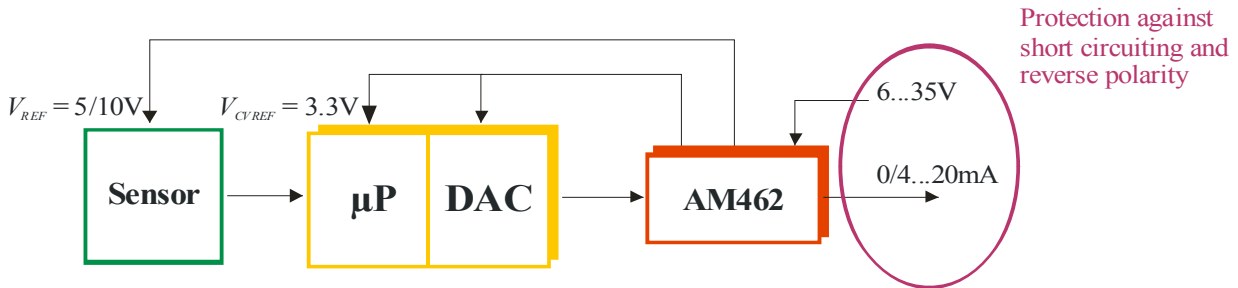 Protection against
short circuiting and
reverse polarity
V_REF = 5/10V
V_CVREF = 3.3V
6...35V
Sensor
µP
DAC
AM462
0/4...20mA